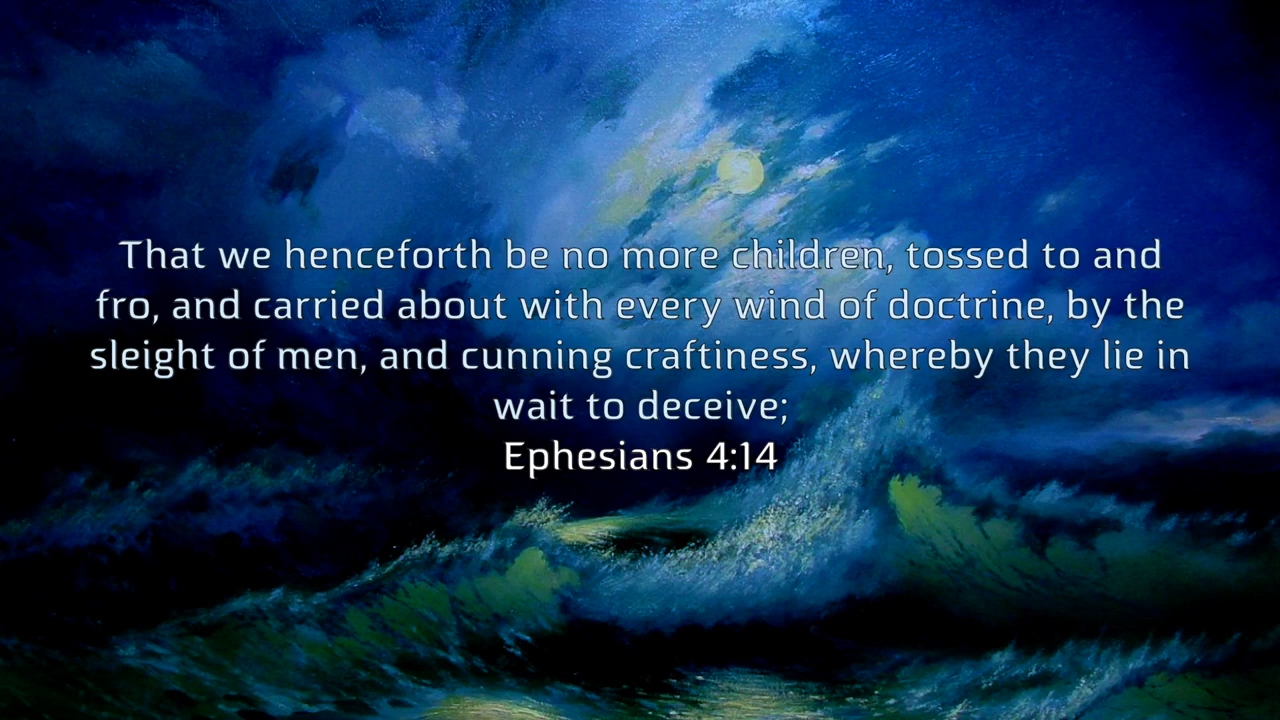 That we henceforth be no more children, tossed to and
fro, and carried about with every wind of doctrine, by the
sleight of men, and cunning craftiness, whereby they lie in
wait to deceive;
Ephesians 4:14